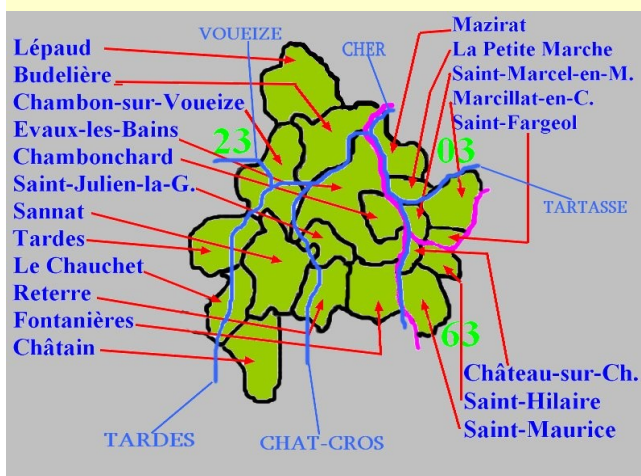 VOUEIZE
CHER
Lépaud
Budelière
Chambon-sur-Voueize
Evaux-les-Bains
Chambonchard
Saint-Julien-la-G.
Sannat
Tardes
Le Chauchet
Reterre
Fontanières
Châtain
23
Mazirat
La Petite Marche
Saint-Marcel-en-M.
Marcillat-en-C.
Saint-Fargeol
03
TARTASSE
63
Château-sur-Ch.
Saint-Hilaire
Saint-Maurice
TARDES
CHAT-CROS